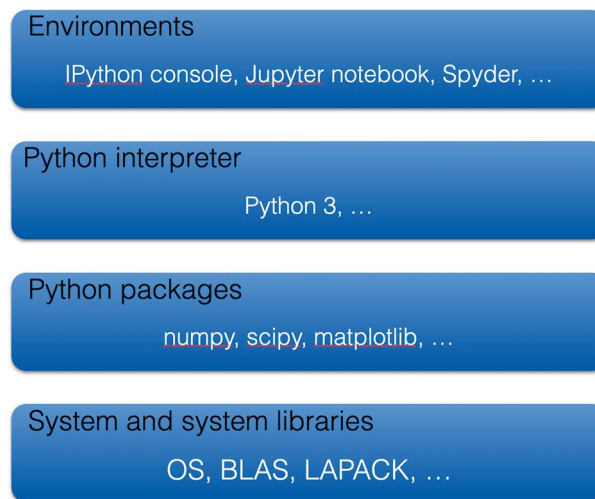 Environments
IPython console, Jupyter notebook, Spyder, …
Python interpreter
Python 3, …
Python packages
numpy, scipy, matplotlib, …
System and system libraries
OS, BLAS, LAPACK, …